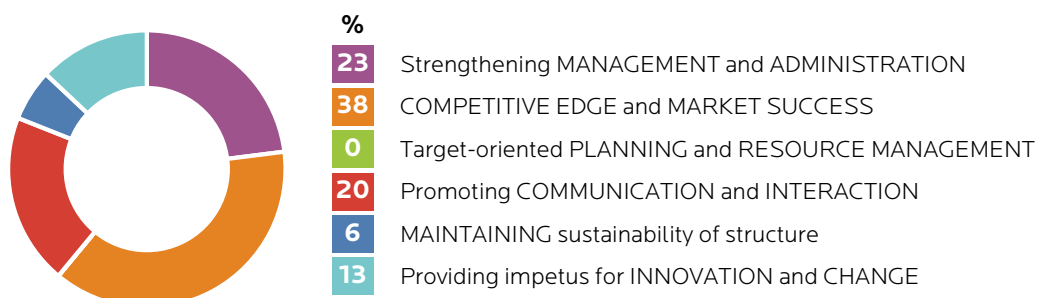 %
23 Strengthening MANAGEMENT and ADMINISTRATION
38 COMPETITIVE EDGE and MARKET SUCCESS
0 Target-oriented PLANNING and RESOURCE MANAGEMENT
20 Promoting COMMUNICATION and INTERACTION
6 MAINTAINING sustainability of structure
13 Providing impetus for INNOVATION and CHANGE